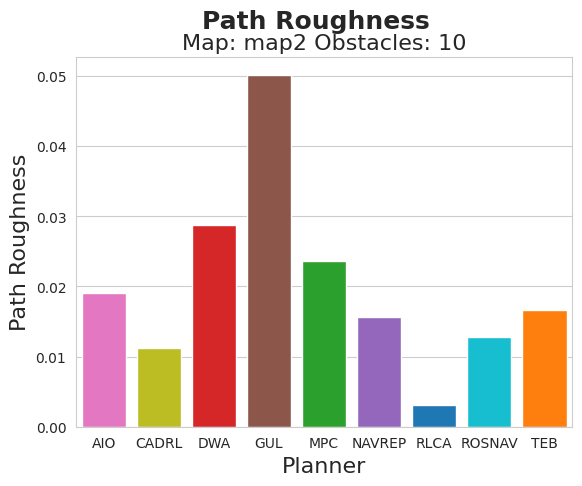 Path Roughness
Map: map2 Obstacles: 10
Path Roughness
0.05
0.04
0.03
0.02
0.01
0.00
AIO CADRL DWA GUL MPC NAVREP RLCA ROSNAV TEB
Planner